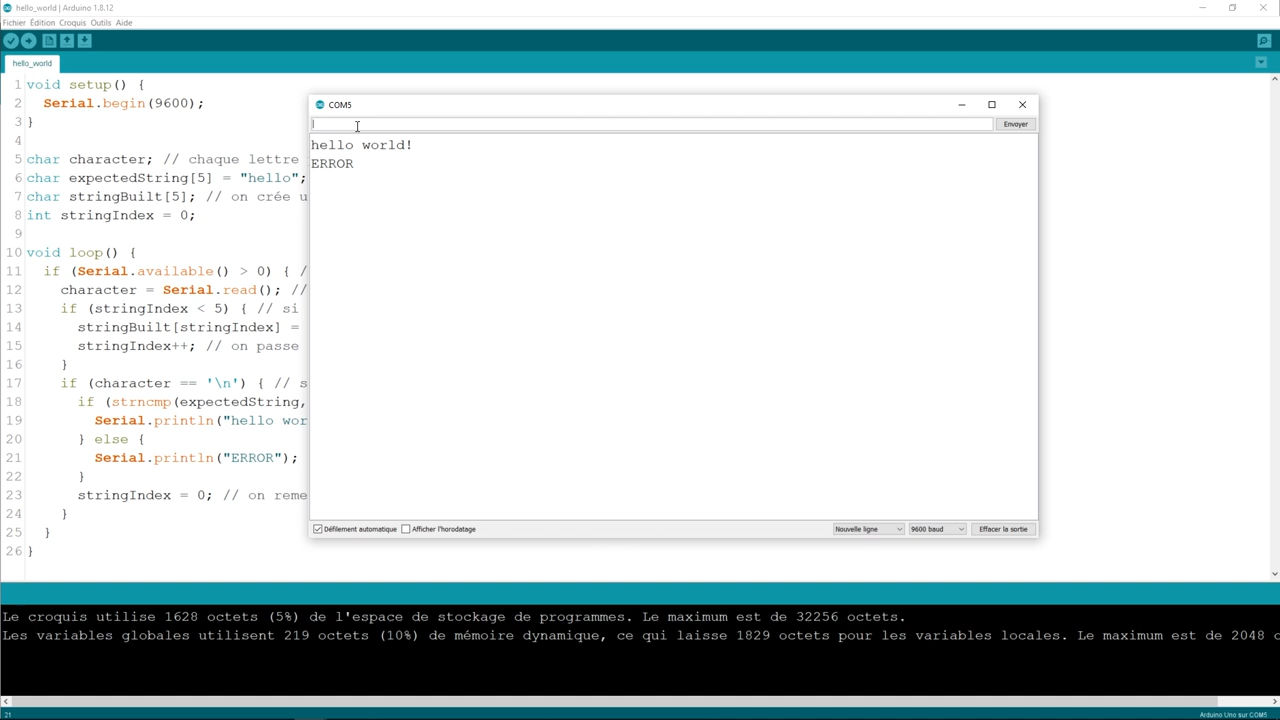 hello_world | Arduino 1.8.12
Fichier Édition Croquis Outils Aide
hello_world
1 void setup() {
2 Serial.begin(9600);
3 }
4
5 char character; // chaque lettre
6 char expectedString[5] = "hello";
7 char stringBuilt[5]; // on crée u
8 int stringIndex = 0;
9
10 void loop() {
11 if (Serial.available() > 0) { /
12 character = Serial.read(); //
13 if (stringIndex < 5) { // si
14 stringBuilt[stringIndex] =
15 stringIndex++; // on passe
16 }
17 if (character == '\n') { // s
18 if (strncmp(expectedString,
19 Serial.println("hello wor
20 } else {
21 Serial.println("ERROR");
22 }
23 stringIndex = 0; // on reme
24 }
25 }
26 }
COM5
Envoyer
hello world!
ERROR
Défilement automatique Afficher l'horodatage Nouvelle ligne 9600 baud Effacer la sortie
Le croquis utilise 1628 octets (5%) de l'espace de stockage de programmes. Le maximum est de 32256 octets.
Les variables globales utilisent 219 octets (10%) de mémoire dynamique, ce qui laisse 1829 octets pour les variables locales. Le maximum est de 2048 o
21 Arduino Uno sur COM5